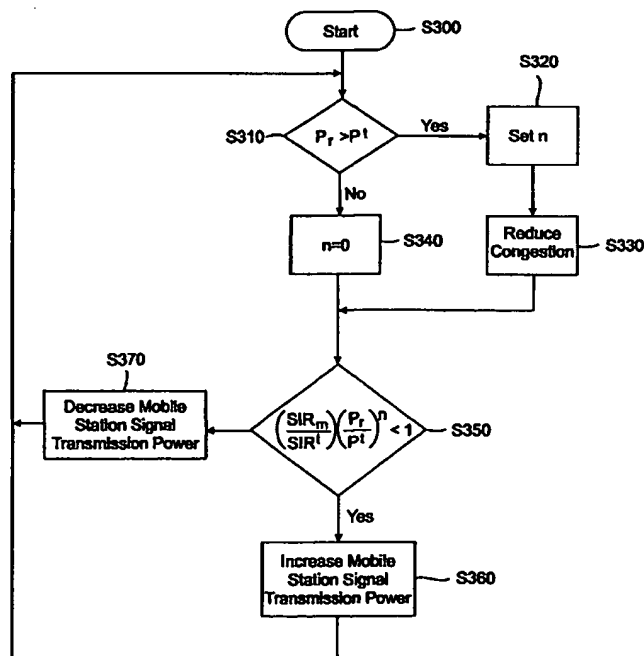 Start
S300
S310
P_r >P^t
Yes
S320
Set n
No
n=0
S340
Reduce
Congestion
S330
S370
Decrease Mobile
Station Signal
Transmission Power
(SIR_m/SIR^t)(P_r/P^t)^n < 1
S350
Yes
Increase Mobile
Station Signal
Transmission Power
S360